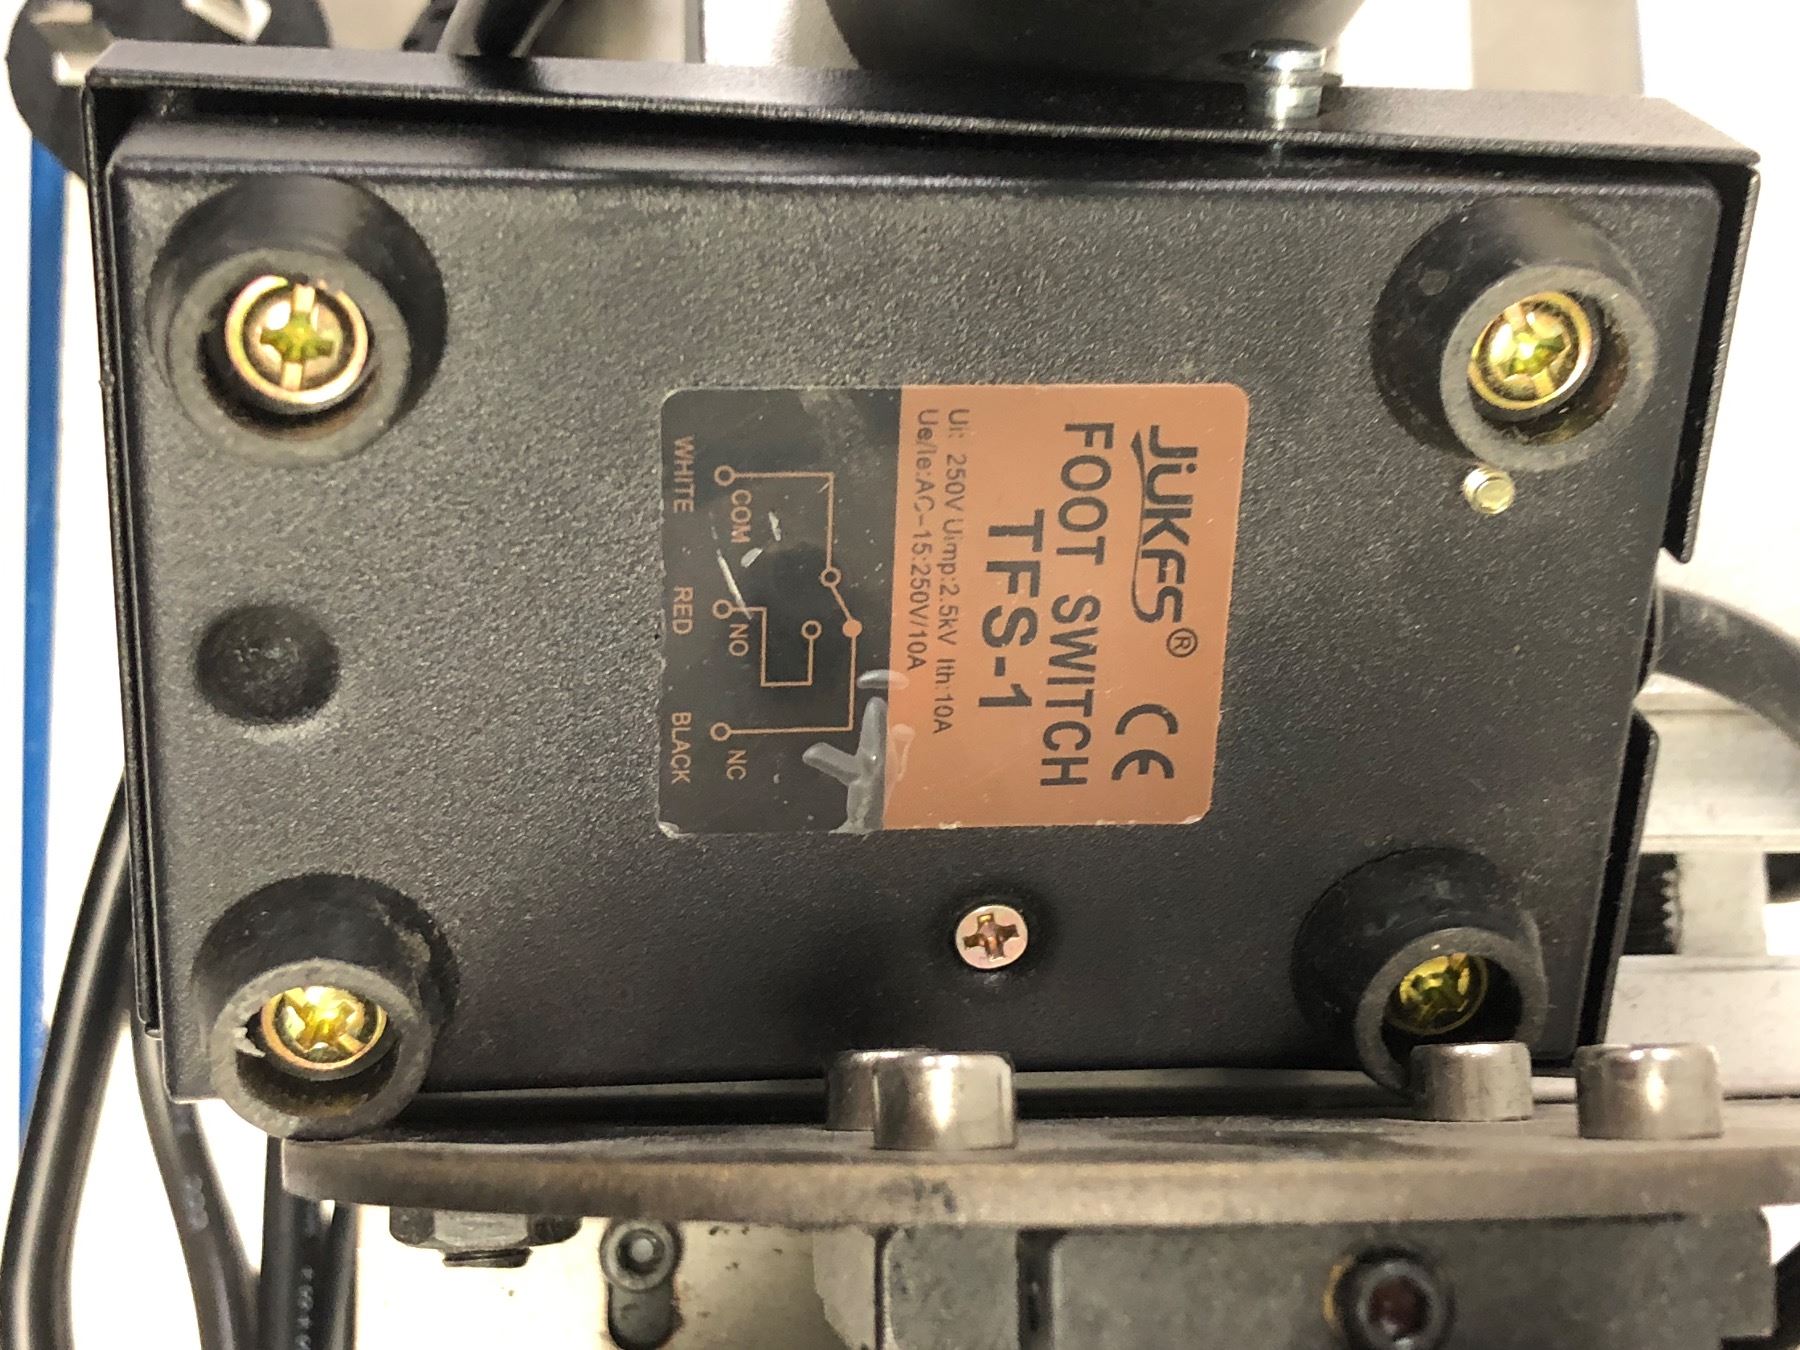 JUKFS® CE
FOOT SWITCH
TFS-1
Ui: 250V Uimp:2.5kV Ith:10A
Ue/Ie:AC-15:250V/10A
COM NO NC
WHITE RED BLACK